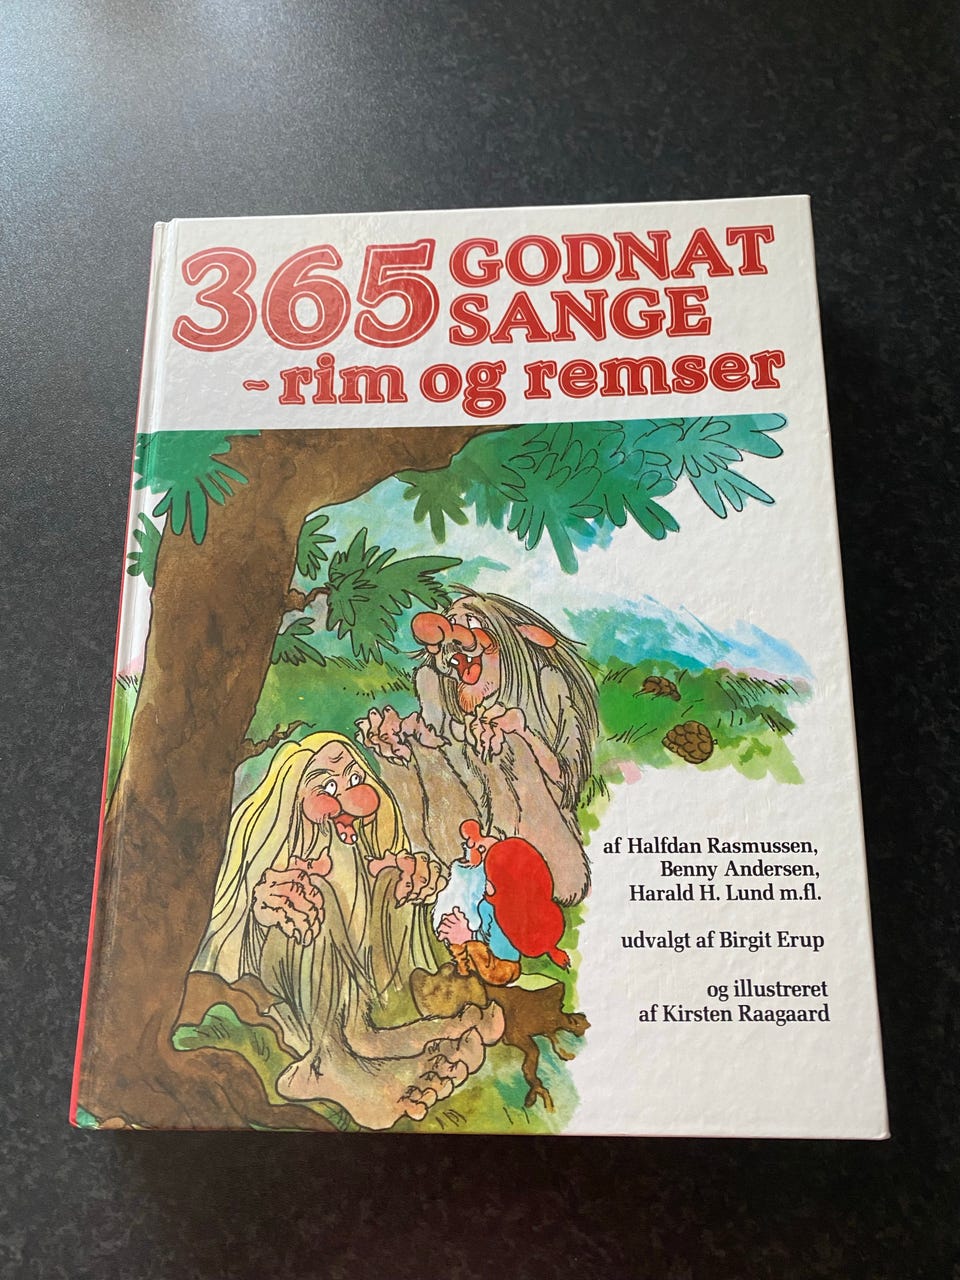 365 GODNAT
SANGE
- rim og remser
af Halfdan Rasmussen,
Benny Andersen,
Harald H. Lund m.fl.
udvalgt af Birgit Erup
og illustreret
af Kirsten Raagaard